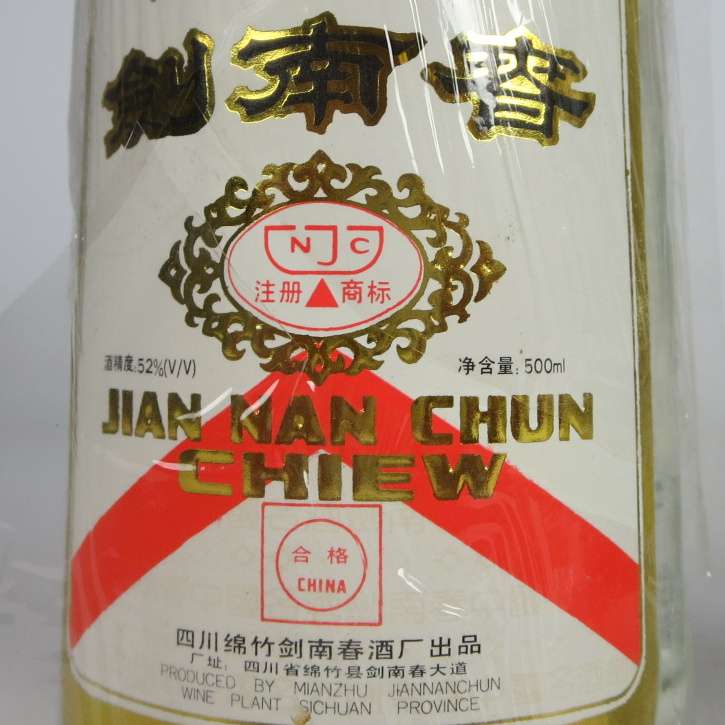 劍南春
NJC
注册 商标
酒精度:52%(V/V)
净含量: 500ml
JIAN NAN CHUN
CHIEW
合格
CHINA
四川绵竹剑南春酒厂出品
厂址: 四川省绵竹县剑南春大道
PRODUCED BY MIANZHU JIANNANCHUN
WINE PLANT SICHUAN PROVINCE